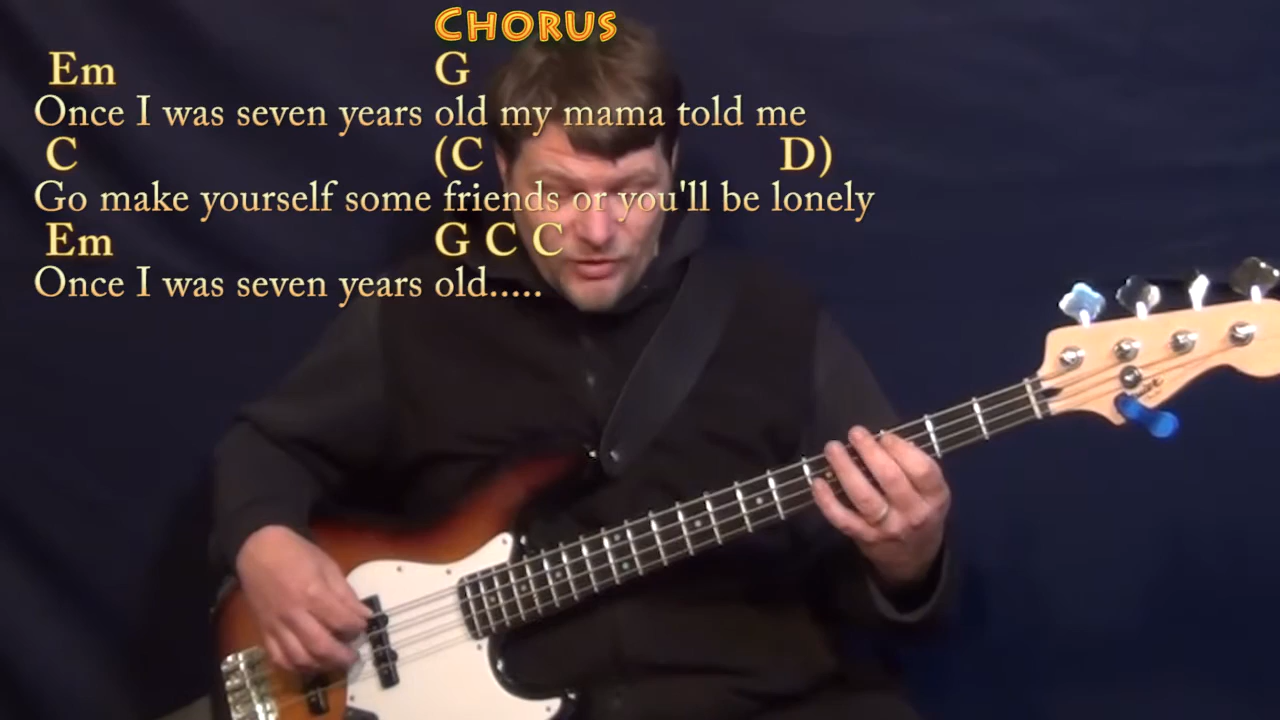 CHORUS
Em G
Once I was seven years old my mama told me
C (C D)
Go make yourself some friends or you'll be lonely
Em G C C
Once I was seven years old.....